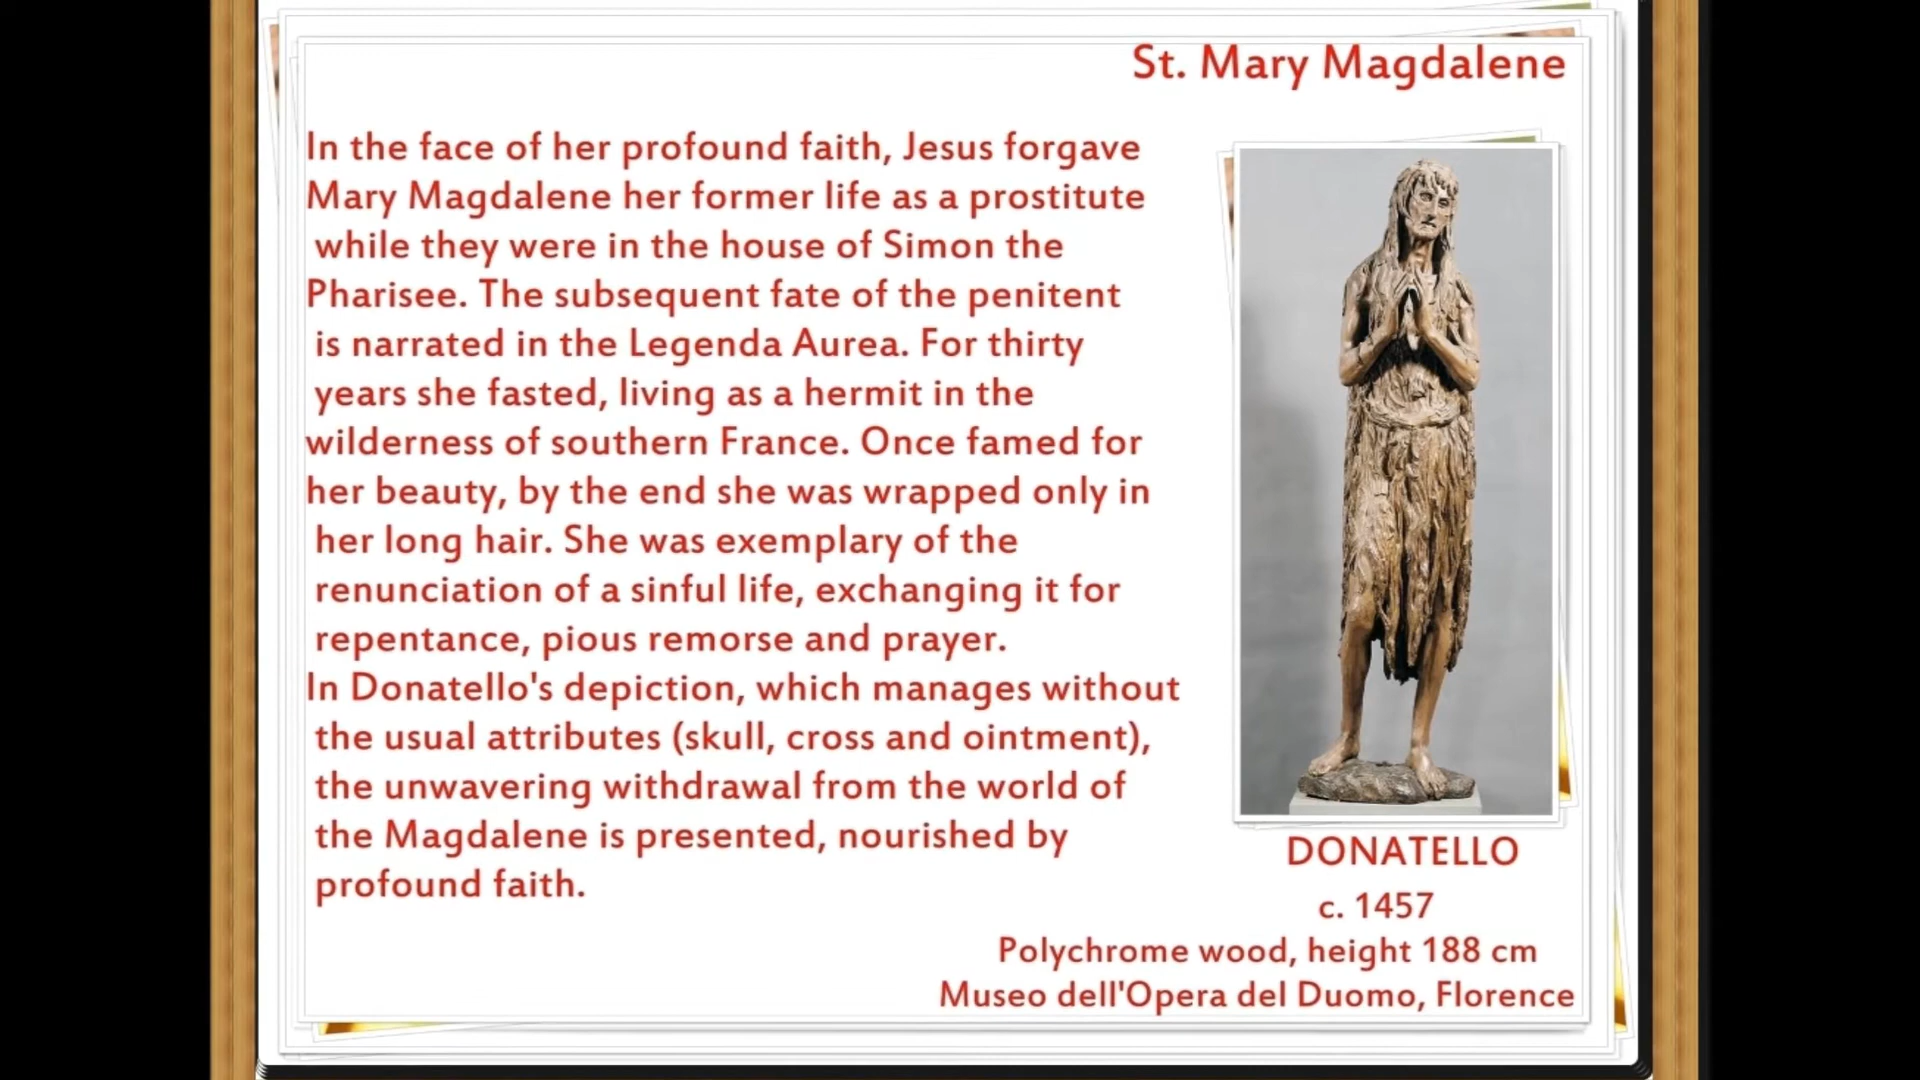 St. Mary Magdalene
In the face of her profound faith, Jesus forgave
Mary Magdalene her former life as a prostitute
while they were in the house of Simon the
Pharisee. The subsequent fate of the penitent
is narrated in the Legenda Aurea. For thirty
years she fasted, living as a hermit in the
wilderness of southern France. Once famed for
her beauty, by the end she was wrapped only in
her long hair. She was exemplary of the
renunciation of a sinful life, exchanging it for
repentance, pious remorse and prayer.
In Donatello's depiction, which manages without
the usual attributes (skull, cross and ointment),
the unwavering withdrawal from the world of
the Magdalene is presented, nourished by
profound faith.
DONATELLO
c. 1457
Polychrome wood, height 188 cm
Museo dell'Opera del Duomo, Florence